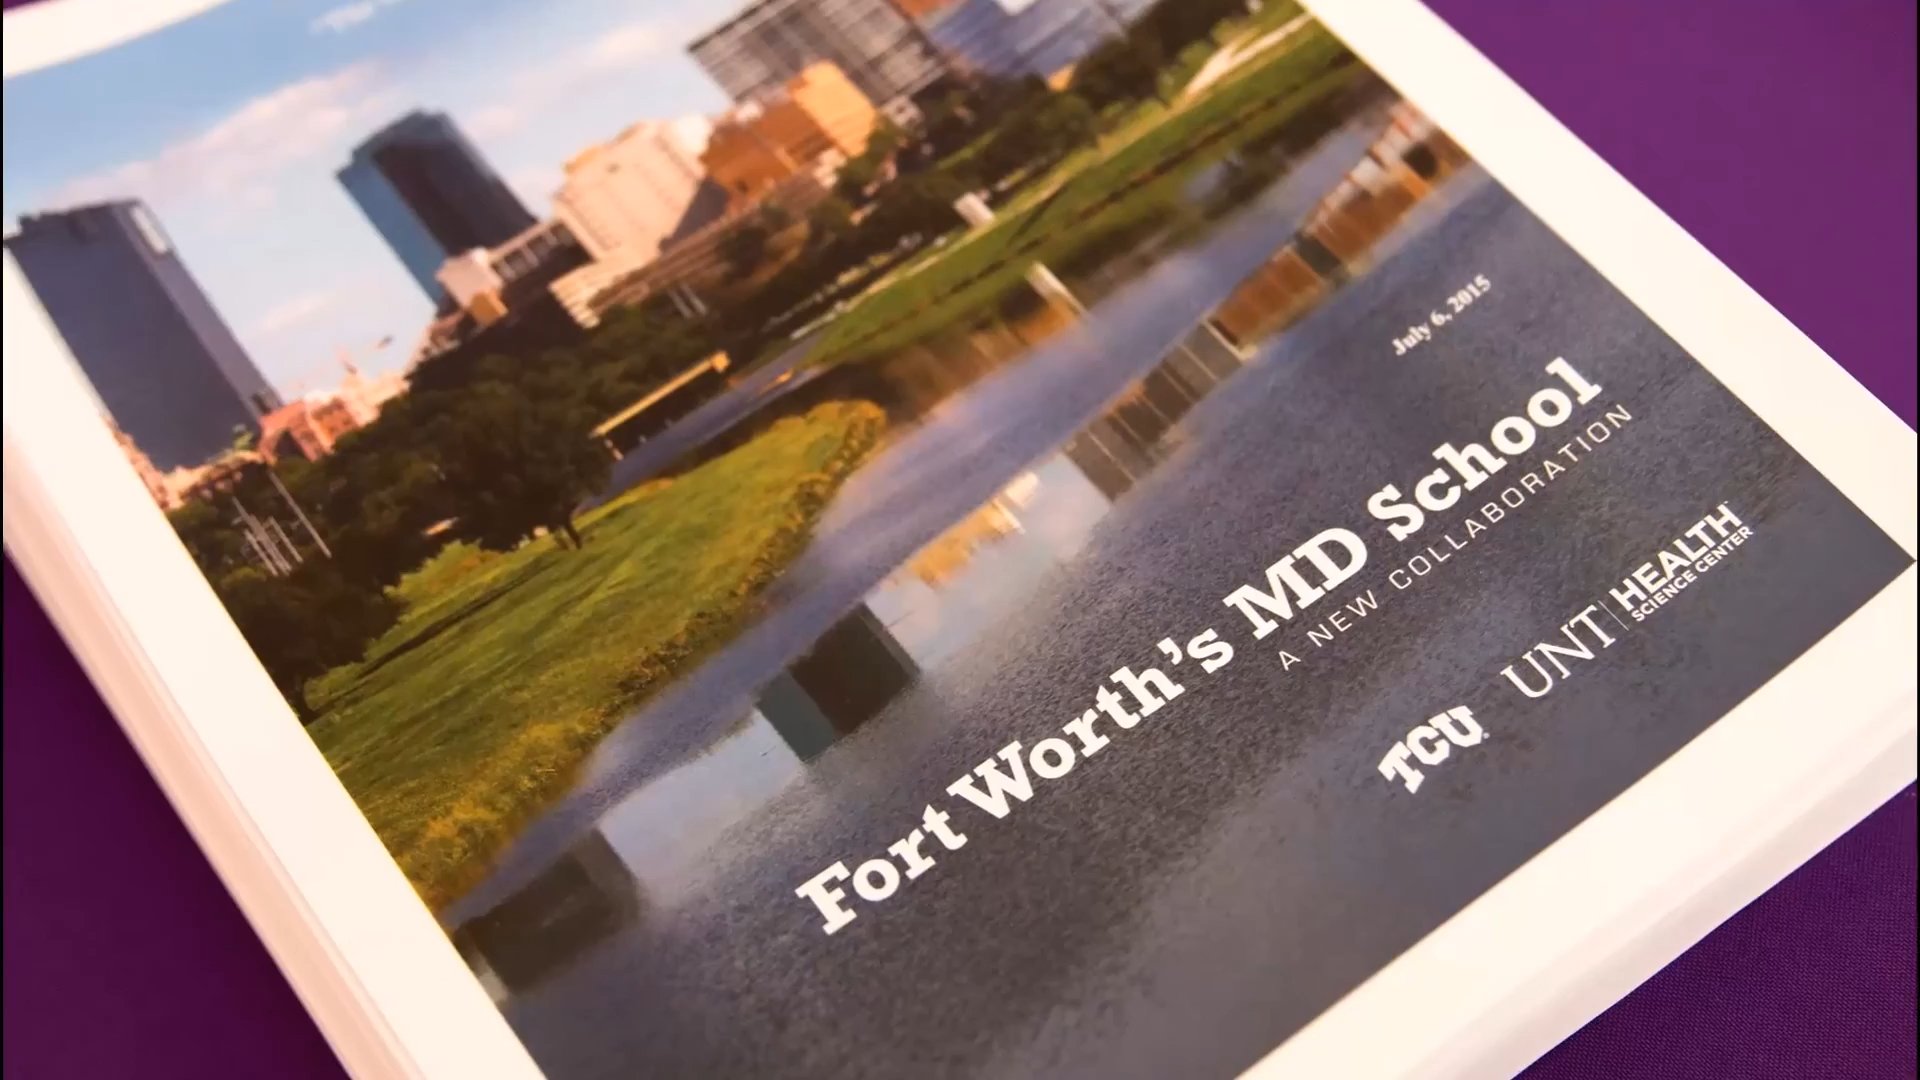 July 6, 2015
Fort Worth's MD School
A NEW COLLABORATION
TCU UNT | HEALTH
SCIENCE CENTER